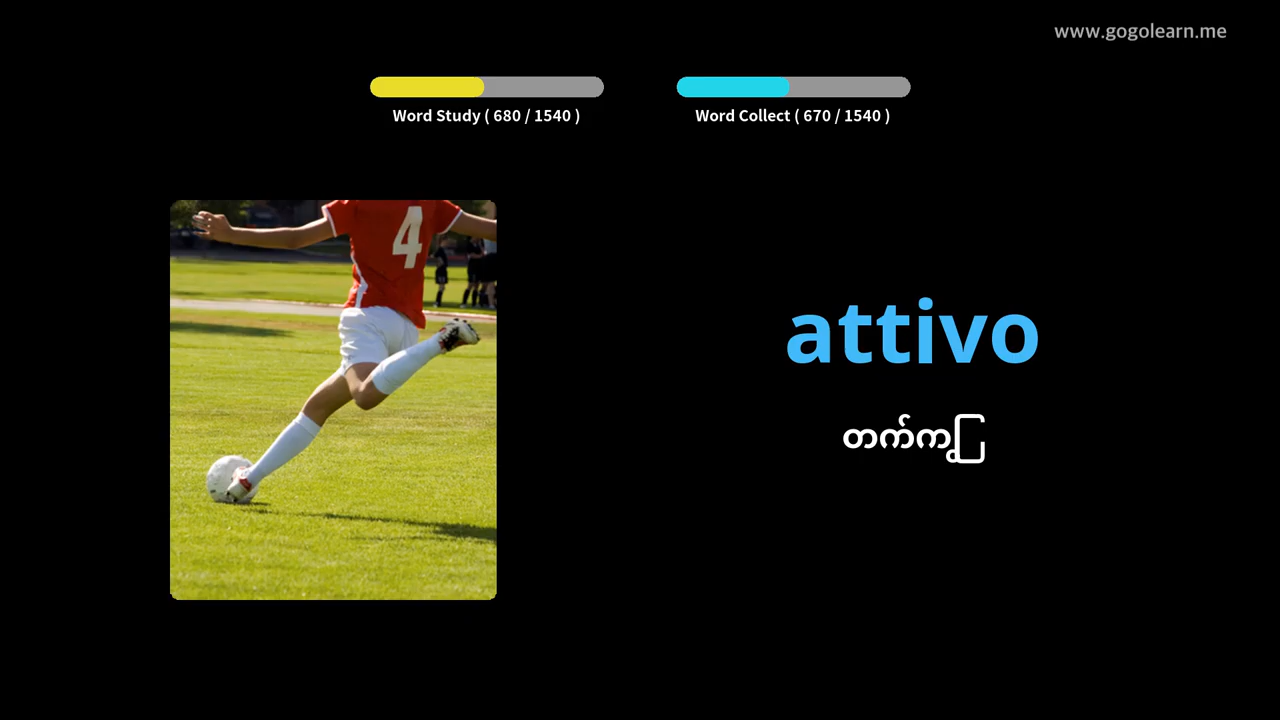 www.gogolearn.me
Word Study ( 680 / 1540 )
Word Collect ( 670 / 1540 )
4
attivo
တက်ကွြ